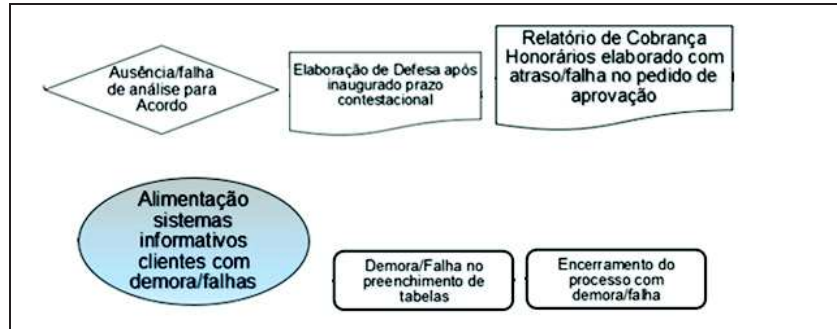 Ausência/falha
de análise para
Acordo
Elaboração de Defesa após
inaugurado prazo
contestacional
Relatório de Cobrança
Honorários elaborado com
atraso/falha no pedido de
aprovação
Alimentação
sistemas
informativos
clientes com
demora/falhas
Demora/Falha no
preenchimento de
tabelas
Encerramento do
processo com
demora/falha